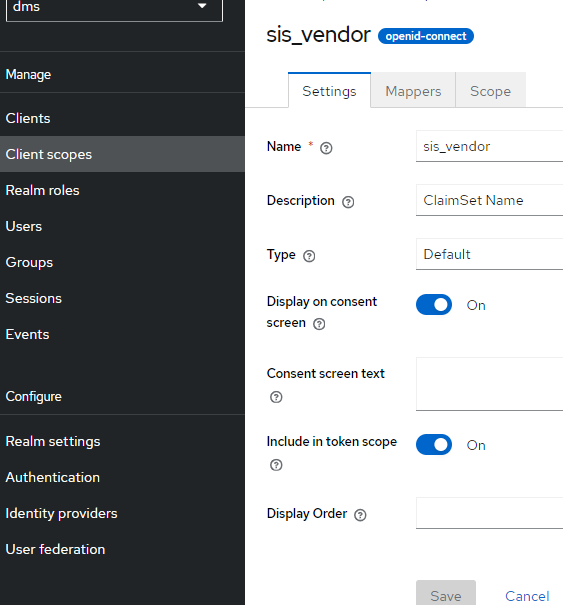 dms
Manage
Clients
Client scopes
Realm roles
Users
Groups
Sessions
Events
Configure
Realm settings
Authentication
Identity providers
User federation
sis_vendor openid-connect
Settings Mappers Scope
Name * sis_vendor
Description ClaimSet Name
Type Default
Display on consent
screen On
Consent screen text
Include in token scope On
Display Order
Save Cancel